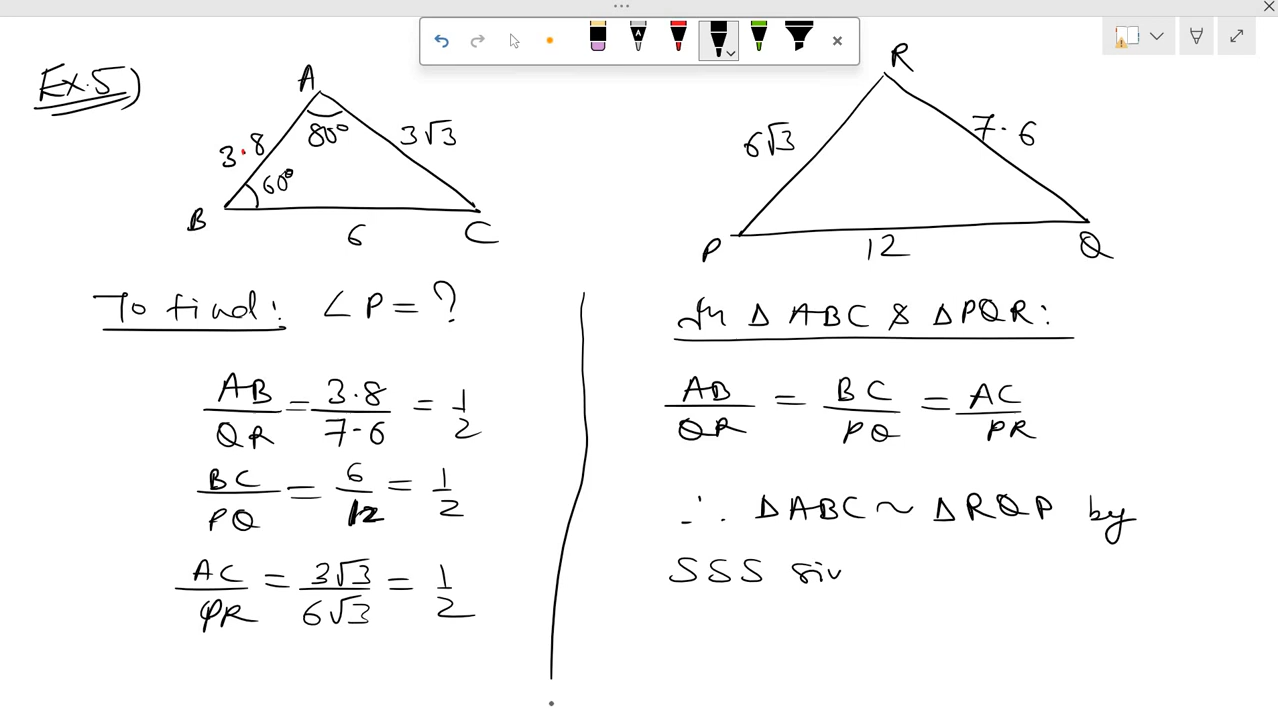 Ex.5)
A
80°
3.8
3√3
60°
B
6
C
R
6√3
7.6
P
12
Q
To find: ∠P = ?
AB/QR = 3.8/7.6 = 1/2
BC/PQ = 6/12 = 1/2
AC/PR = 3√3/6√3 = 1/2
In Δ ABC & ΔPQR:
AB/QR = BC/PQ = AC/PR
∴ ΔABC ~ ΔRQP by
SSS sim